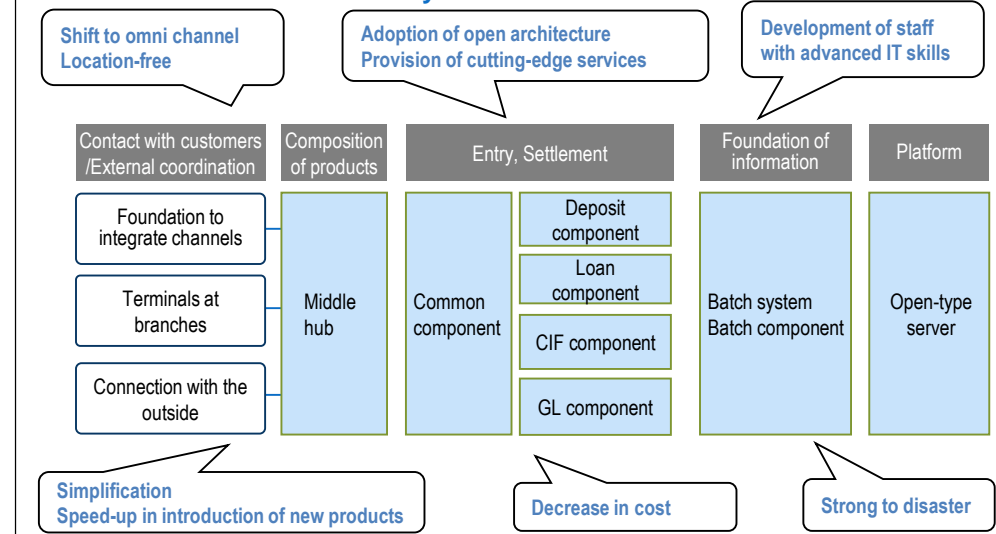 Shift to omni channel
Location-free
Adoption of open architecture
Provision of cutting-edge services
Development of staff
with advanced IT skills
Contact with customers
/External coordination
Composition
of products
Entry, Settlement
Foundation of
information
Platform
Foundation to
integrate channels
Terminals at
branches
Connection with the
outside
Middle
hub
Common
component
Deposit
component
Loan
component
CIF component
GL component
Batch system
Batch component
Open-type
server
Simplification
Speed-up in introduction of new products
Decrease in cost
Strong to disaster